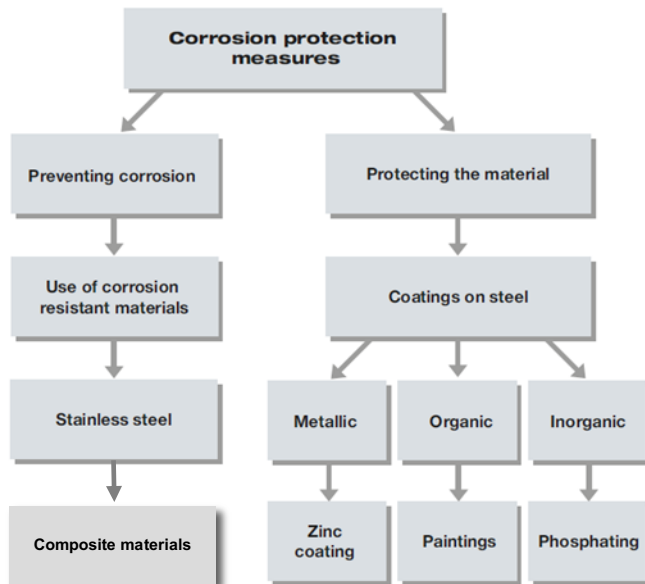 Corrosion protection
measures
Preventing corrosion
Protecting the material
Use of corrosion
resistant materials
Coatings on steel
Stainless steel
Metallic
Organic
Inorganic
Composite materials
Zinc
coating
Paintings
Phosphating